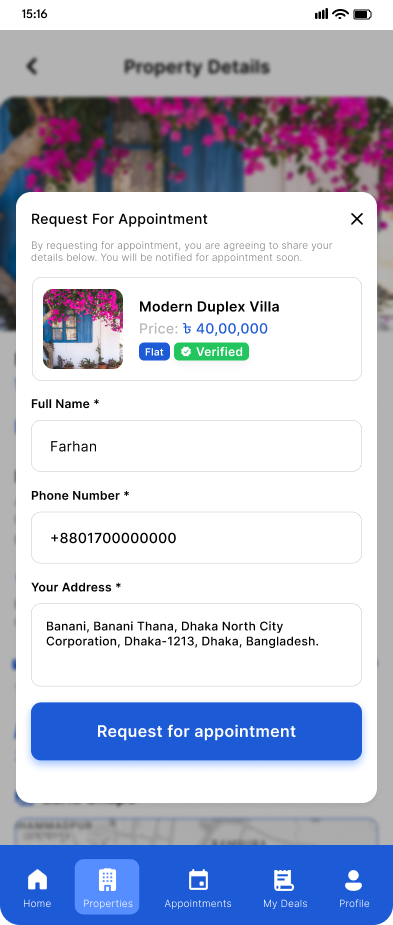 15:16
Property Details
Request For Appointment
By requesting for appointment, you are agreeing to share your
details below. You will be notified for appointment soon.
Modern Duplex Villa
Price: ৳ 40,00,000
Flat
Verified
Full Name *
Farhan
Phone Number *
+8801700000000
Your Address *
Banani, Banani Thana, Dhaka North City
Corporation, Dhaka-1213, Dhaka, Bangladesh.
Request for appointment
Home
Properties
Appointments
My Deals
Profile